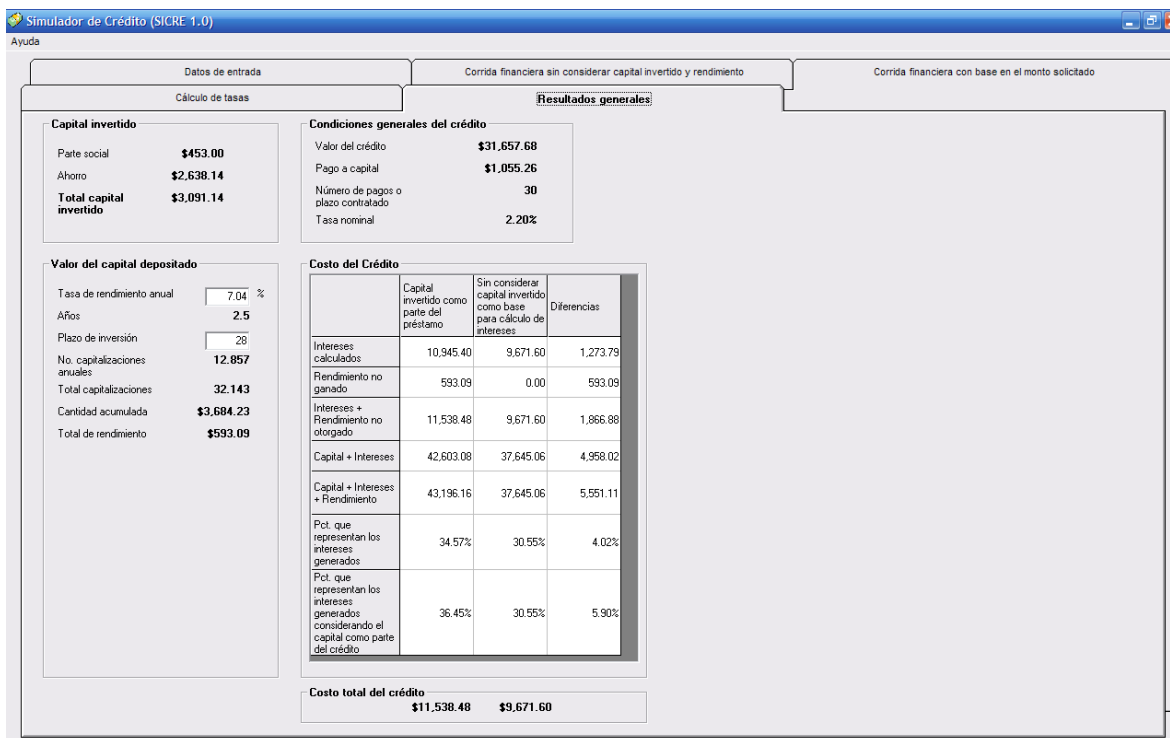 Simulador de Crédito (SICRE 1.0)
Ayuda
Datos de entrada
Corrida financiera sin considerar capital invertido y rendimiento
Corrida financiera con base en el monto solicitado
Cálculo de tasas
Resultados generales
Capital invertido
Parte social $453.00
Ahorro $2,638.14
Total capital
invertido
$3,091.14
Condiciones generales del crédito
Valor del crédito $31,657.68
Pago a capital $1,055.26
Número de pagos o
plazo contratado
30
Tasa nominal 2.20%
Valor del capital depositado
Tasa de rendimiento anual 7.04 %
Años 2.5
Plazo de inversión 28
No. capitalizaciones
anuales
12.857
Total capitalizaciones 32.143
Cantidad acumulada $3,684.23
Total de rendimiento $593.09
Costo del Crédito
Capital
invertido como
parte del
préstamo
Sin considerar
capital invertido
como base
para cálculo de
intereses
Diferencias
Intereses
calculados
10,945.40 9,671.60 1,273.79
Rendimiento no
ganado
593.09 0.00 593.09
Intereses +
Rendimiento no
otorgado
11,538.48 9,671.60 1,866.88
Capital + Intereses 42,603.08 37,645.06 4,958.02
Capital + Intereses
+ Rendimiento
43,196.16 37,645.06 5,551.11
Pct. que
representan los
intereses
generados
34.57% 30.55% 4.02%
Pct. que
representan los
intereses
generados
considerando el
capital como parte
del crédito
36.45% 30.55% 5.90%
Costo total del crédito
$11,538.48 $9,671.60